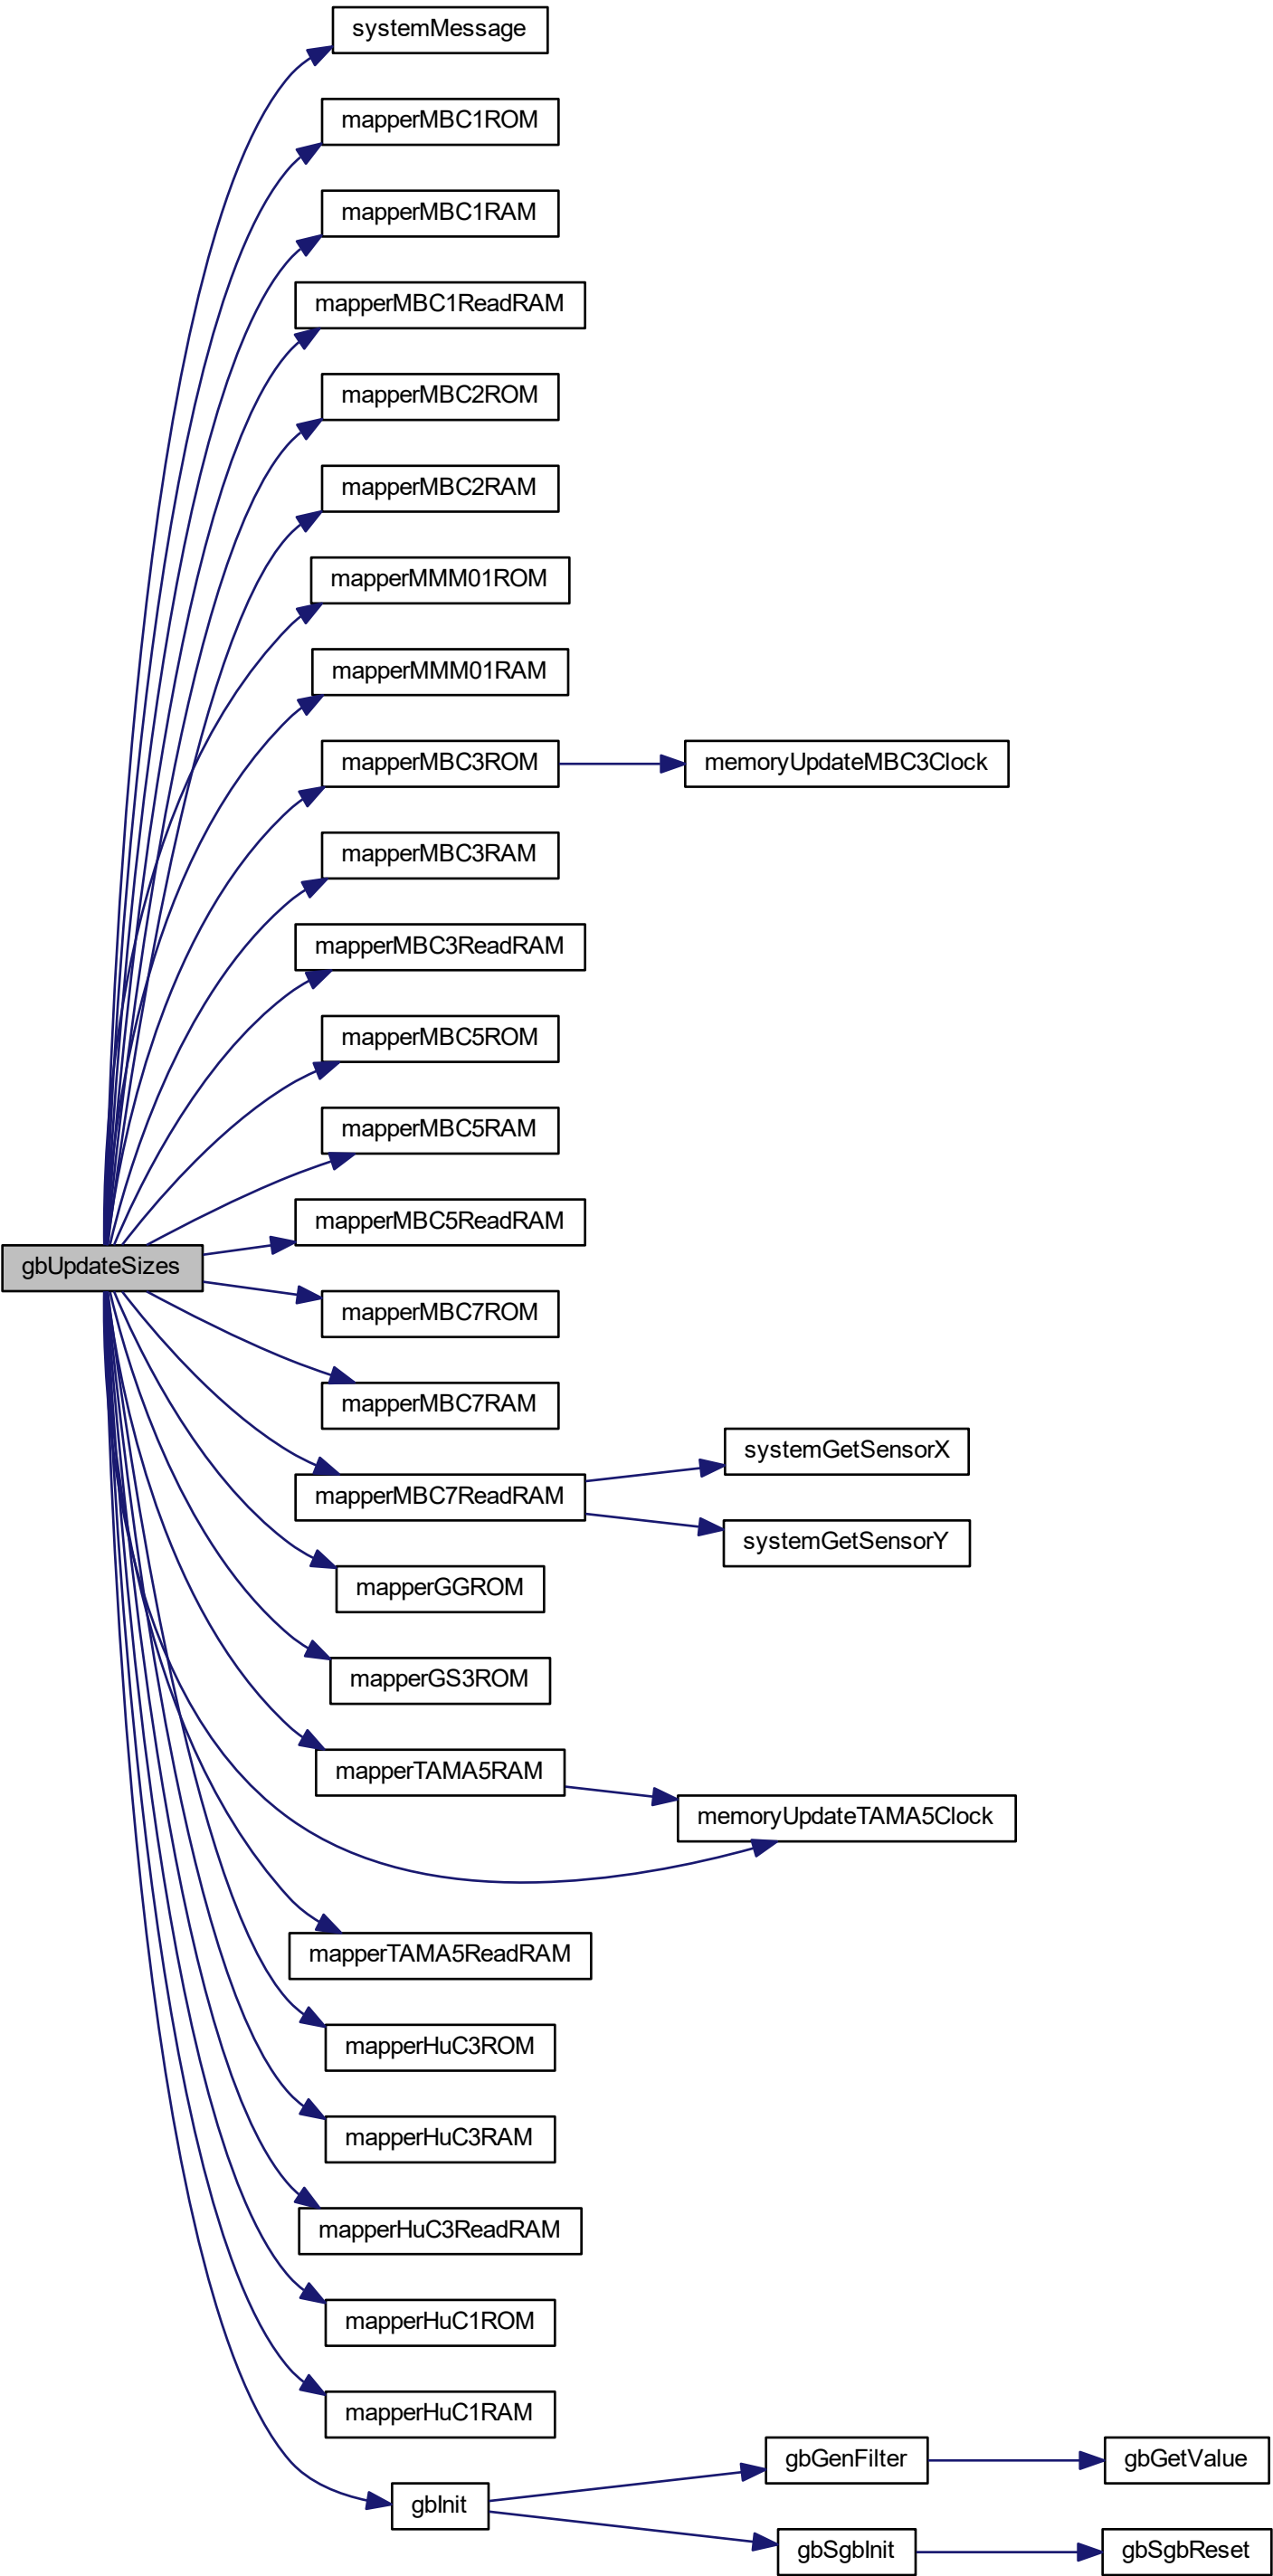 systemMessage
mapperMBC1ROM
mapperMBC1RAM
mapperMBC1ReadRAM
mapperMBC2ROM
mapperMBC2RAM
mapperMMM01ROM
mapperMMM01RAM
mapperMBC3ROM
memoryUpdateMBC3Clock
mapperMBC3RAM
mapperMBC3ReadRAM
mapperMBC5ROM
mapperMBC5RAM
mapperMBC5ReadRAM
gbUpdateSizes
mapperMBC7ROM
mapperMBC7RAM
systemGetSensorX
mapperMBC7ReadRAM
systemGetSensorY
mapperGGROM
mapperGS3ROM
mapperTAMA5RAM
memoryUpdateTAMA5Clock
mapperTAMA5ReadRAM
mapperHuC3ROM
mapperHuC3RAM
mapperHuC3ReadRAM
mapperHuC1ROM
mapperHuC1RAM
gbGenFilter
gbGetValue
gbInit
gbSgbInit
gbSgbReset